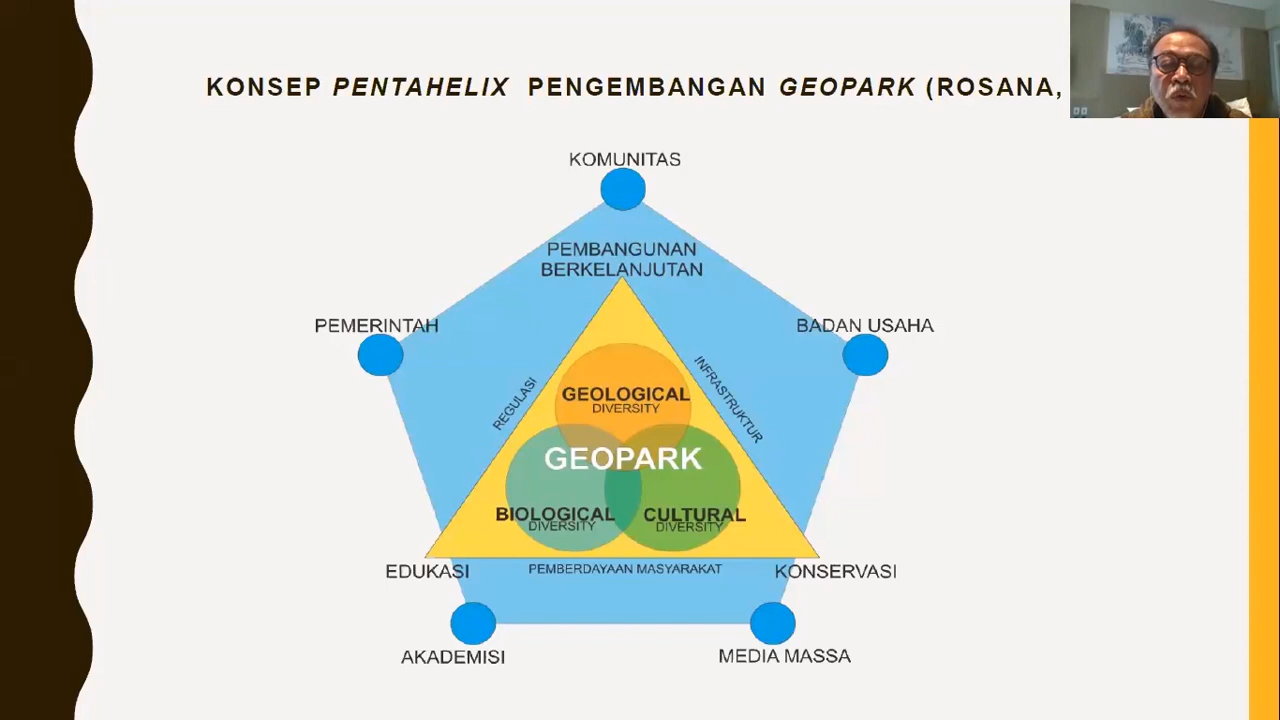 KONSEP PENTAHELIX PENGEMBANGAN GEOPARK (ROSANA,
KOMUNITAS
PEMBANGUNAN
BERKELANJUTAN
PEMERINTAH
BADAN USAHA
REGULASI
INFRASTRUKTUR
GEOLOGICAL
DIVERSITY
GEOPARK
BIOLOGICAL
DIVERSITY
CULTURAL
DIVERSITY
EDUKASI
PEMBERDAYAAN MASYARAKAT
KONSERVASI
AKADEMISI
MEDIA MASSA